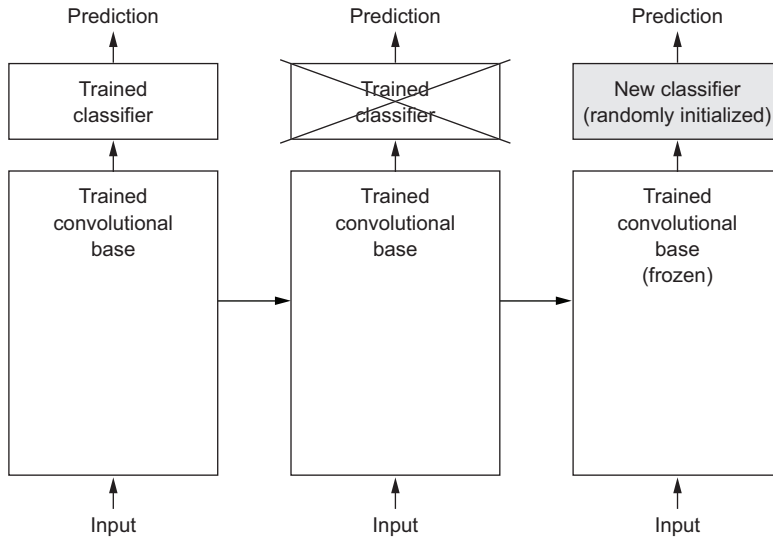 Prediction
Trained
classifier
Trained
convolutional
base
Input
Prediction
Trained
classifier
Trained
convolutional
base
Input
Prediction
New classifier
(randomly initialized)
Trained
convolutional
base
(frozen)
Input